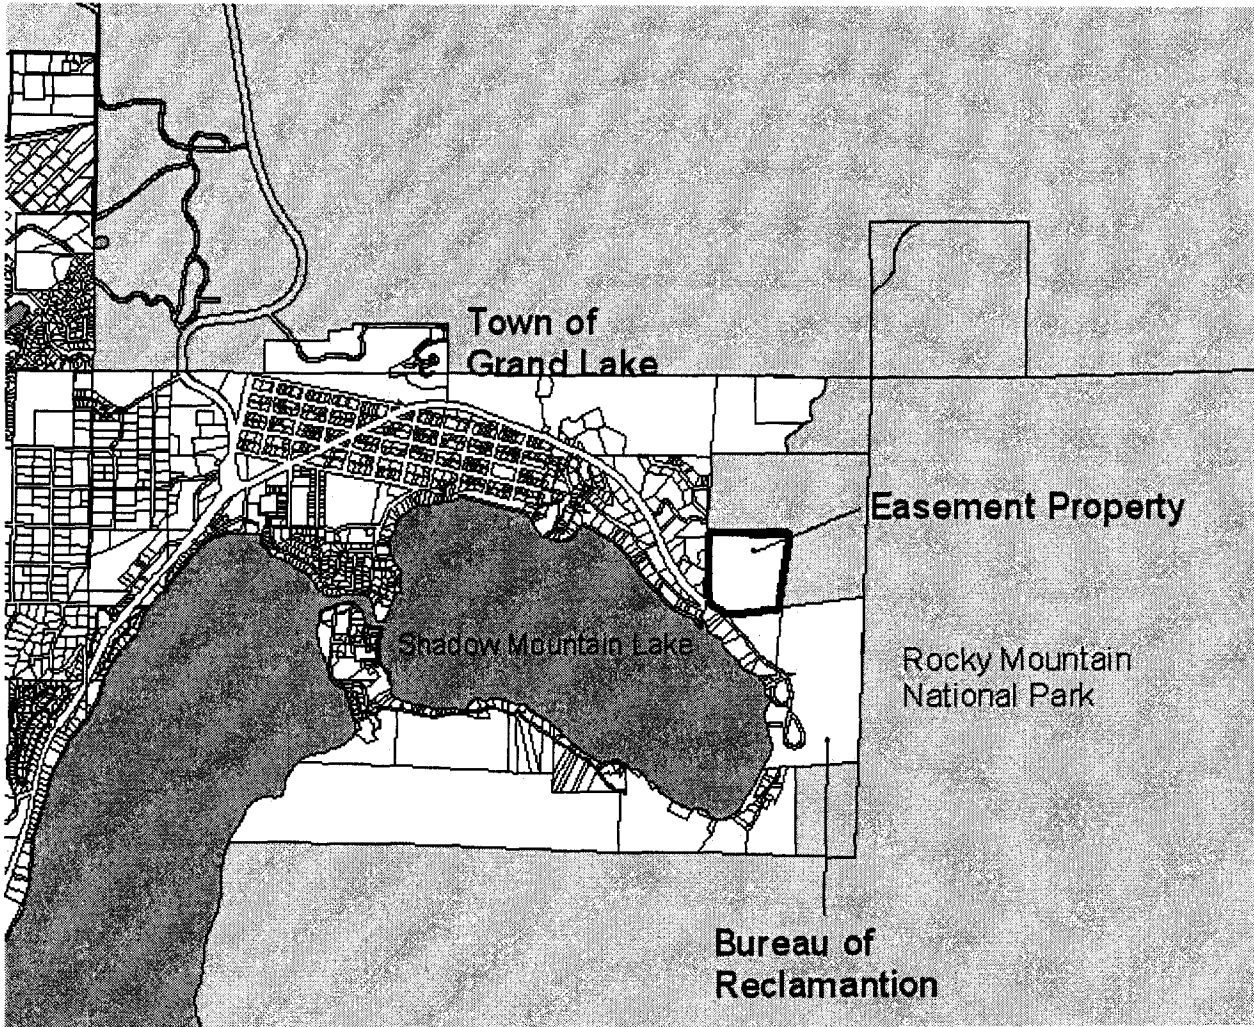 Town of
Grand Lake
Easement Property
Shadow Mountain Lake
Rocky Mountain
National Park
Bureau of
Reclamantion